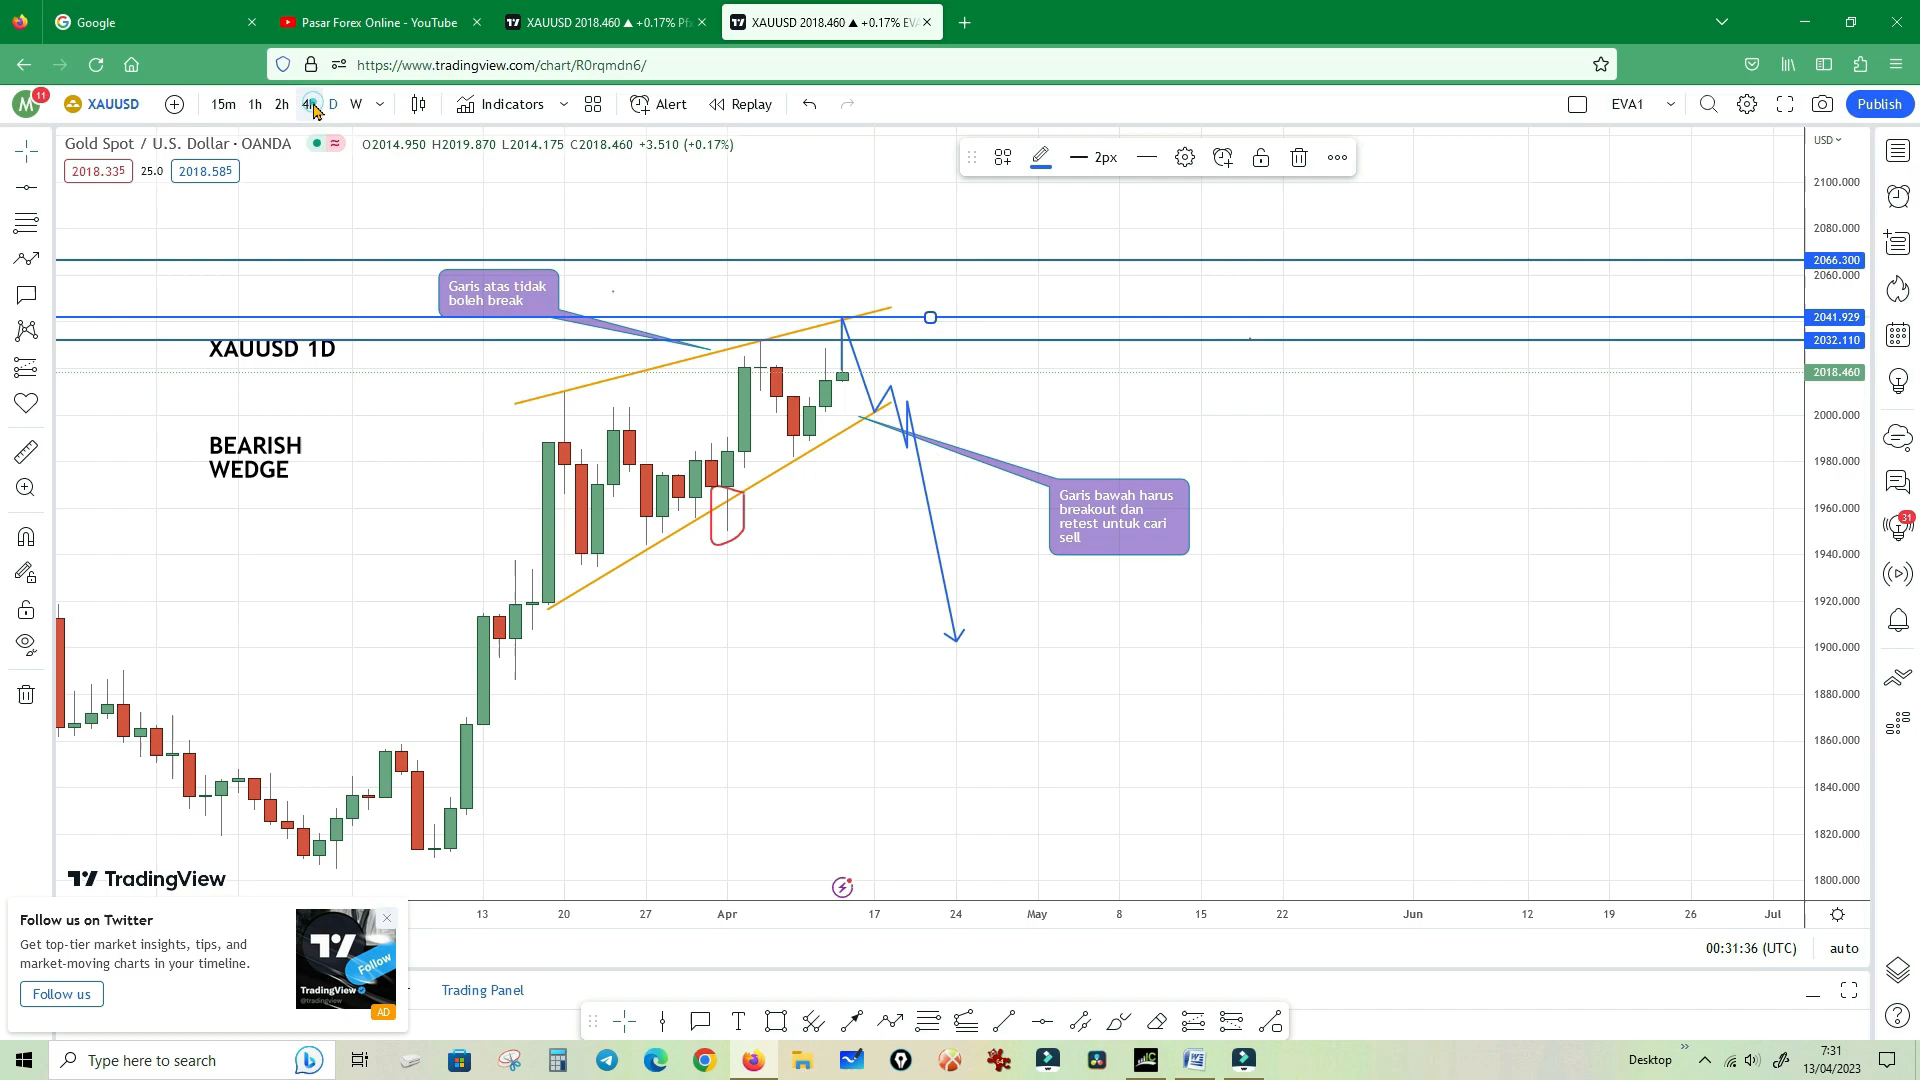 Google
Pasar Forex Online - YouTube
XAUUSD 2018.460 ▲ +0.17% Pf
XAUUSD 2018.460 ▲ +0.17% EVA
https://www.tradingview.com/chart/R0rqmdn6/
M
11
XAUUSD
15m 1h 2h 4h D W
Indicators
Alert
Replay
EVA1
Publish
Gold Spot / U.S. Dollar · OANDA
O2014.950 H2019.870 L2014.175 C2018.460 +3.510 (+0.17%)
2018.335 25.0 2018.585
2px
USD
2100.000
2080.000
2066.300
2060.000
2041.929
2032.110
2018.460
2000.000
1980.000
1960.000
1940.000
1920.000
1900.000
1880.000
1860.000
1840.000
1820.000
1800.000
Garis atas tidak
boleh break
XAUUSD 1D
BEARISH
WEDGE
Garis bawah harus
breakout dan
retest untuk cari
sell
31
TradingView
13 20 27 Apr 17 24 May 8 15 22 Jun 12 19 26 Jul
Follow us on Twitter
Get top-tier market insights, tips, and
market-moving charts in your timeline.
Follow us
Follow
TradingView
@tradingview
AD
00:31:36 (UTC)
auto
Trading Panel
Type here to search
Desktop
7:31
13/04/2023